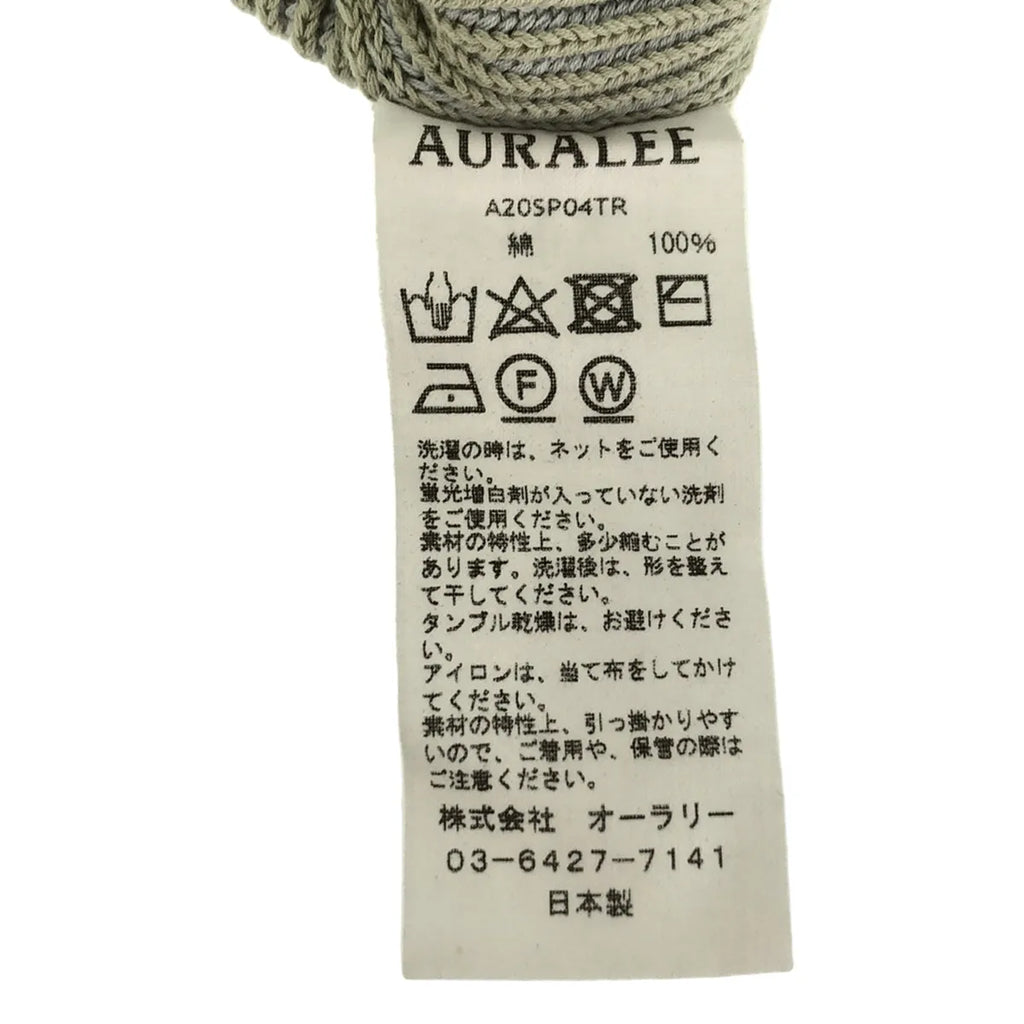 AURALEE
A20SP04TR
綿 100%
F W
洗濯の時は、ネットをご使用く
ださい。
蛍光増白剤が入っていない洗剤
をご使用ください。
素材の特性上、多少縮むことが
あります。洗濯後は、形を整え
て干してください。
タンブル乾燥は、お避けくださ
い。
アイロンは、当て布をしてかけ
てください。
素材の特性上、引っ掛かりやす
いので、ご着用や、保管の際は
ご注意ください。
株式会社 オーラリー
03-6427-7141
日本製